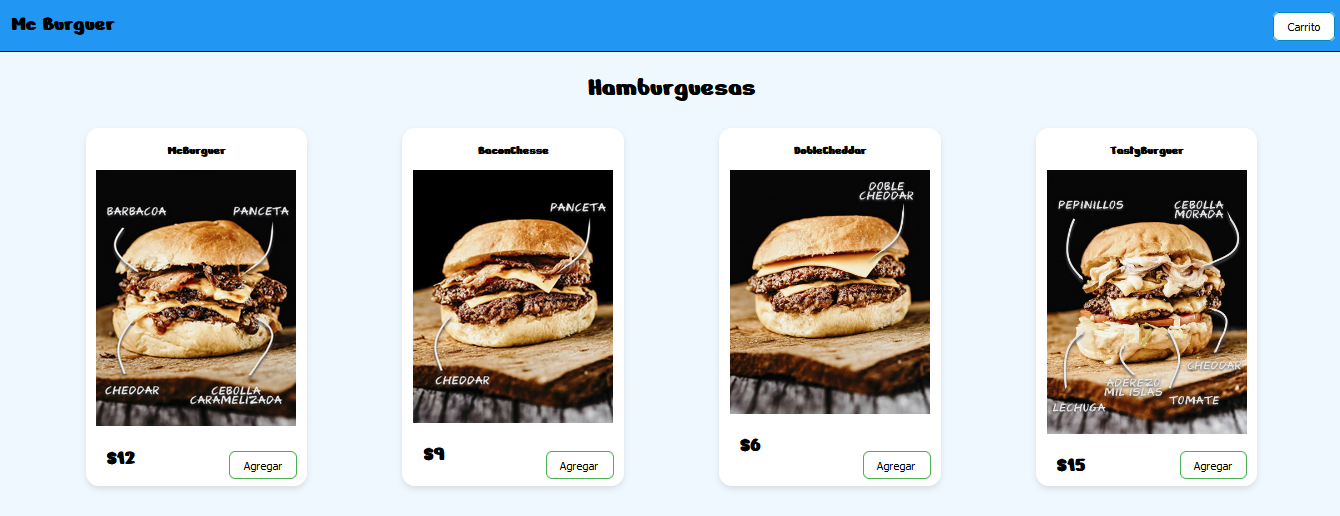 Mc Burguer
Carrito
Hamburguesas
McBurguer
BARBACOA
PANCETA
CHEDDAR
CEBOLLA
CARAMELIZADA
$12
Agregar
BaconChesse
PANCETA
CHEDDAR
$9
Agregar
DobleCheddar
DOBLE
CHEDDAR
$6
Agregar
TastyBurguer
PEPINILLOS
CEBOLLA
MORADA
CHEDDAR
ADEREZO
MIL ISLAS
TOMATE
LECHUGA
$15
Agregar